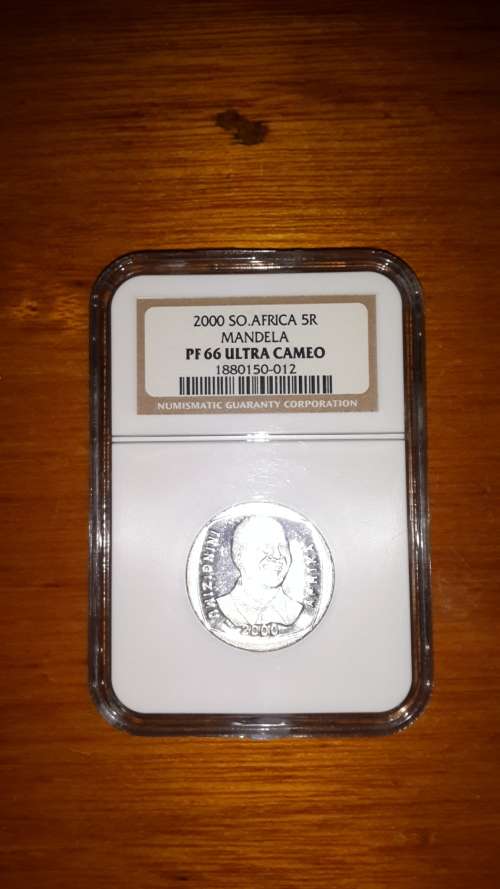 2000 SO.AFRICA 5R
MANDELA
PF 66 ULTRA CAMEO
1880150-012
NUMISMATIC GUARANTY CORPORATION
2000